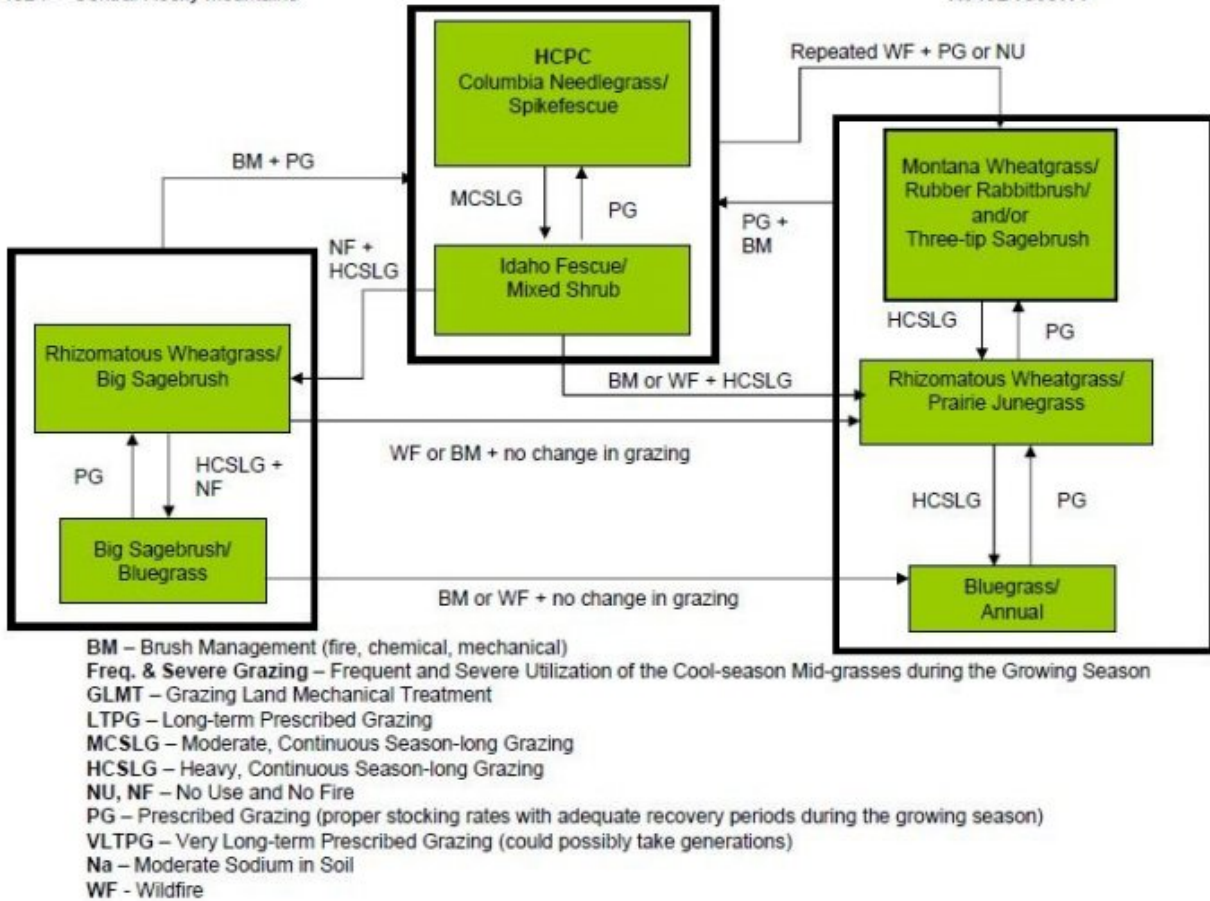 HCPC
Columbia Needlegrass/
Spikefescue
Repeated WF + PG or NU
BM + PG
MCSLG
PG
PG +
BM
Montana Wheatgrass/
Rubber Rabbitbrush/
and/or
Three-tip Sagebrush
NF +
HCSLG
Idaho Fescue/
Mixed Shrub
HCSLG
PG
Rhizomatous Wheatgrass/
Big Sagebrush
BM or WF + HCSLG
Rhizomatous Wheatgrass/
Prairie Junegrass
WF or BM + no change in grazing
PG
HCSLG +
NF
HCSLG
PG
Big Sagebrush/
Bluegrass
BM or WF + no change in grazing
Bluegrass/
Annual
BM – Brush Management (fire, chemical, mechanical)
Freq. & Severe Grazing – Frequent and Severe Utilization of the Cool-season Mid-grasses during the Growing Season
GLMT – Grazing Land Mechanical Treatment
LTPG – Long-term Prescribed Grazing
MCSLG – Moderate, Continuous Season-long Grazing
HCSLG – Heavy, Continuous Season-long Grazing
NU, NF – No Use and No Fire
PG – Prescribed Grazing (proper stocking rates with adequate recovery periods during the growing season)
VLTPG – Very Long-term Prescribed Grazing (could possibly take generations)
Na – Moderate Sodium in Soil
WF - Wildfire